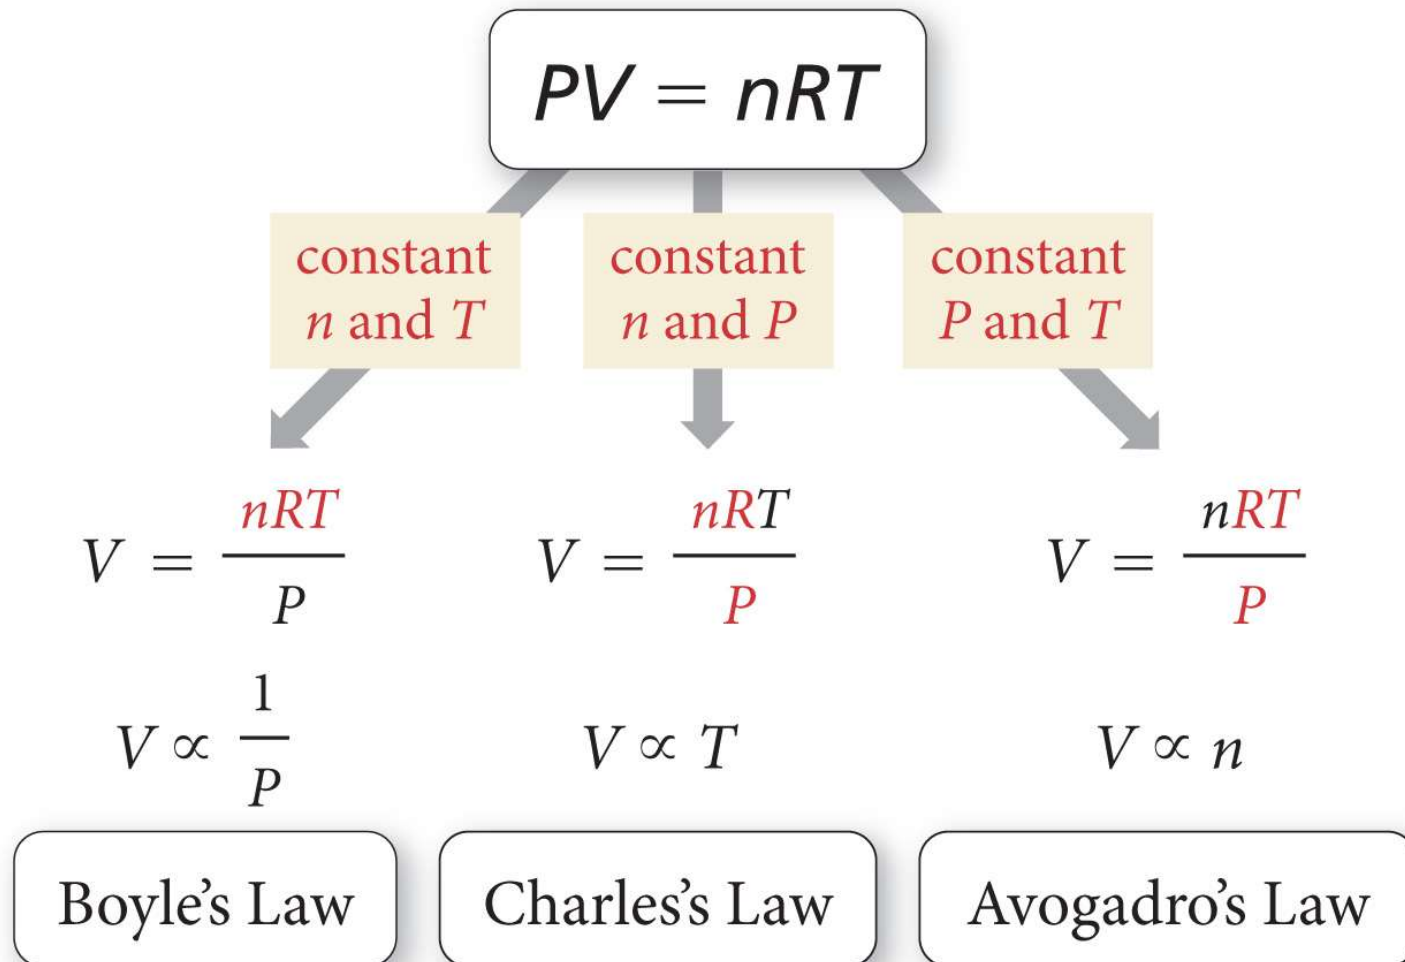 PV = nRT
constant
n and T
constant
n and P
constant
P and T
V = nRT / P
V = nRT / P
V = nRT / P
V ∝ 1 / P
V ∝ T
V ∝ n
Boyle’s Law
Charles’s Law
Avogadro’s Law